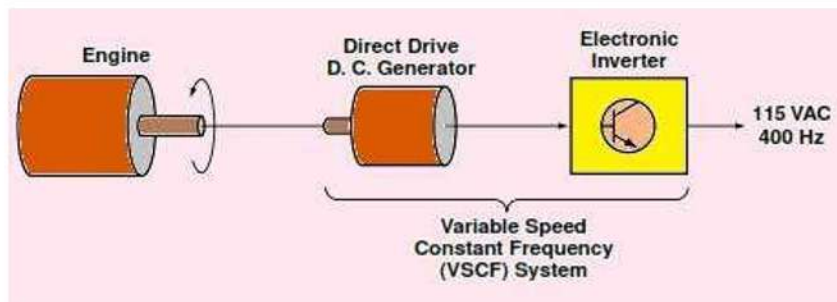 Engine
Direct Drive
D. C. Generator
Electronic
Inverter
115 VAC
400 Hz
Variable Speed
Constant Frequency
(VSCF) System